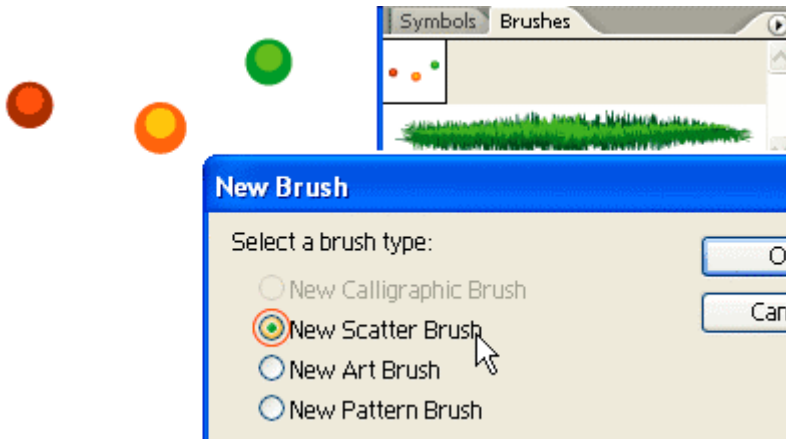 Symbols Brushes
New Brush
Select a brush type:
New Calligraphic Brush
New Scatter Brush
New Art Brush
New Pattern Brush